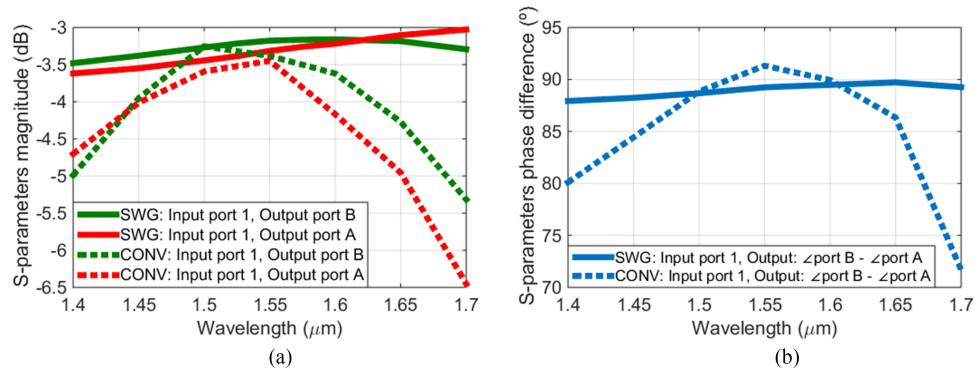 S-parameters magnitude (dB)
-3
-3.5
-4
-4.5
-5
-5.5
-6
-6.5
SWG: Input port 1, Output port B
SWG: Input port 1, Output port A
CONV: Input port 1, Output port B
CONV: Input port 1, Output port A
1.4 1.45 1.5 1.55 1.6 1.65 1.7
Wavelength (μm)
(a)
S-parameters phase difference (º)
95
90
85
80
75
70
SWG: Input port 1, Output: ∠port B - ∠port A
CONV: Input port 1, Output: ∠port B - ∠port A
1.4 1.45 1.5 1.55 1.6 1.65 1.7
Wavelength (μm)
(b)